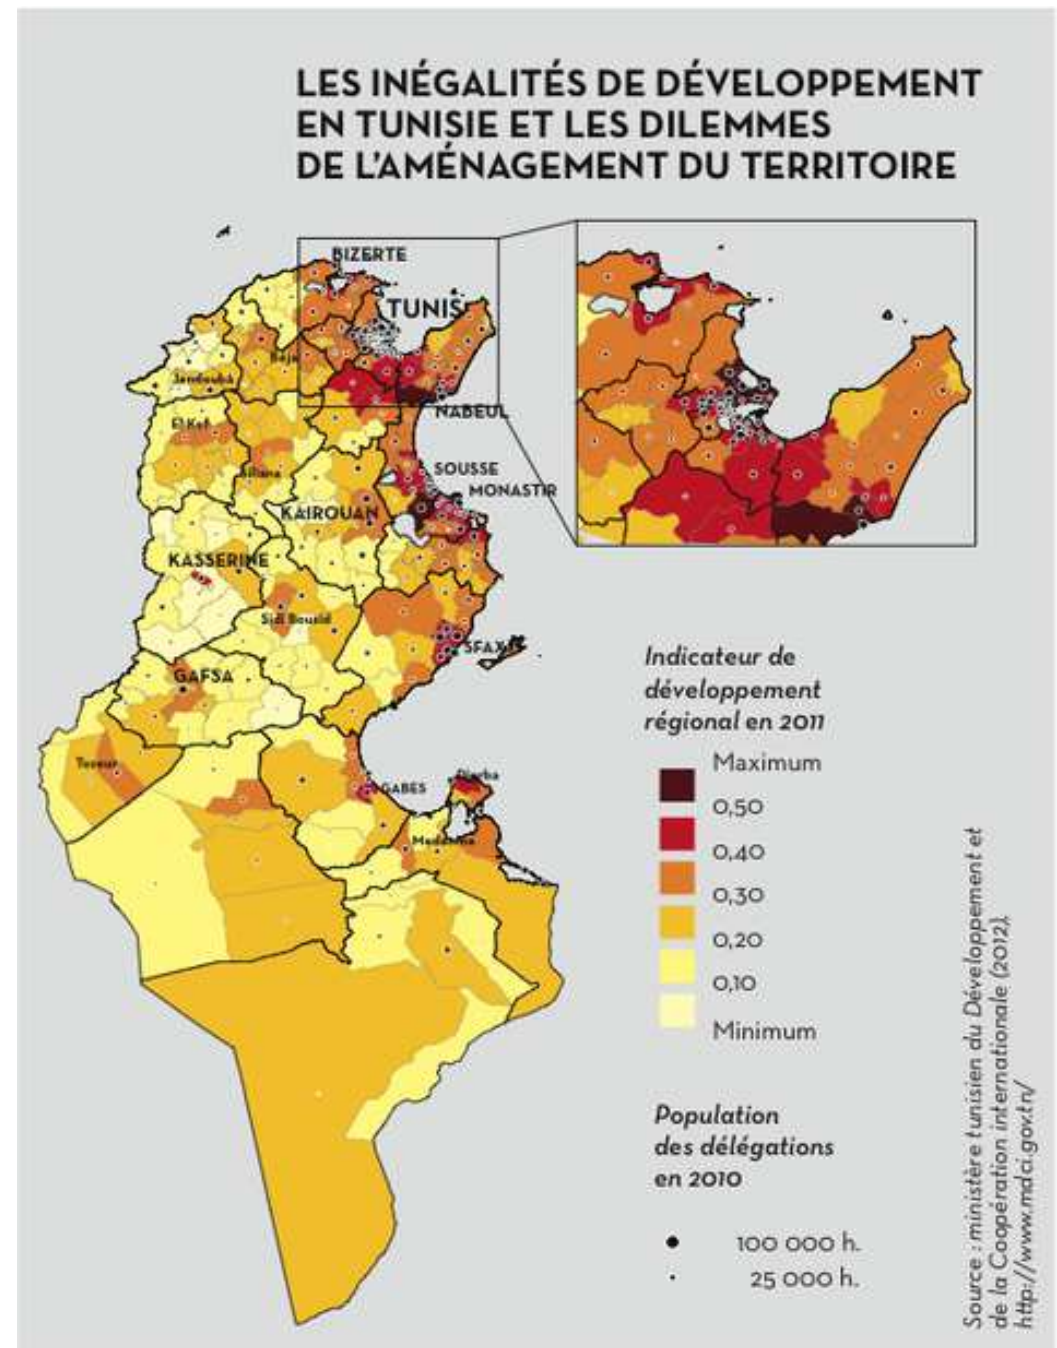 LES INÉGALITÉS DE DÉVELOPPEMENT
EN TUNISIE ET LES DILEMMES
DE L'AMÉNAGEMENT DU TERRITOIRE
BIZERTE
TUNIS
Béja
Jendouba
NABEUL
El Kef
SOUSSE
Siliana
MONASTIR
KAIROUAN
KASSERINE
Sidi Bouzid
SFAX
GAFSA
Tozeur
Djerba
GABES
Medenine
Indicateur de
développement
régional en 2011
Maximum
0,50
0,40
0,30
0,20
0,10
Minimum
Population
des délégations
en 2010
100 000 h.
25 000 h.
Source : ministère tunisien du Développement et
de la Coopération internationale (2012),
http://www.mdci.gov.tn/